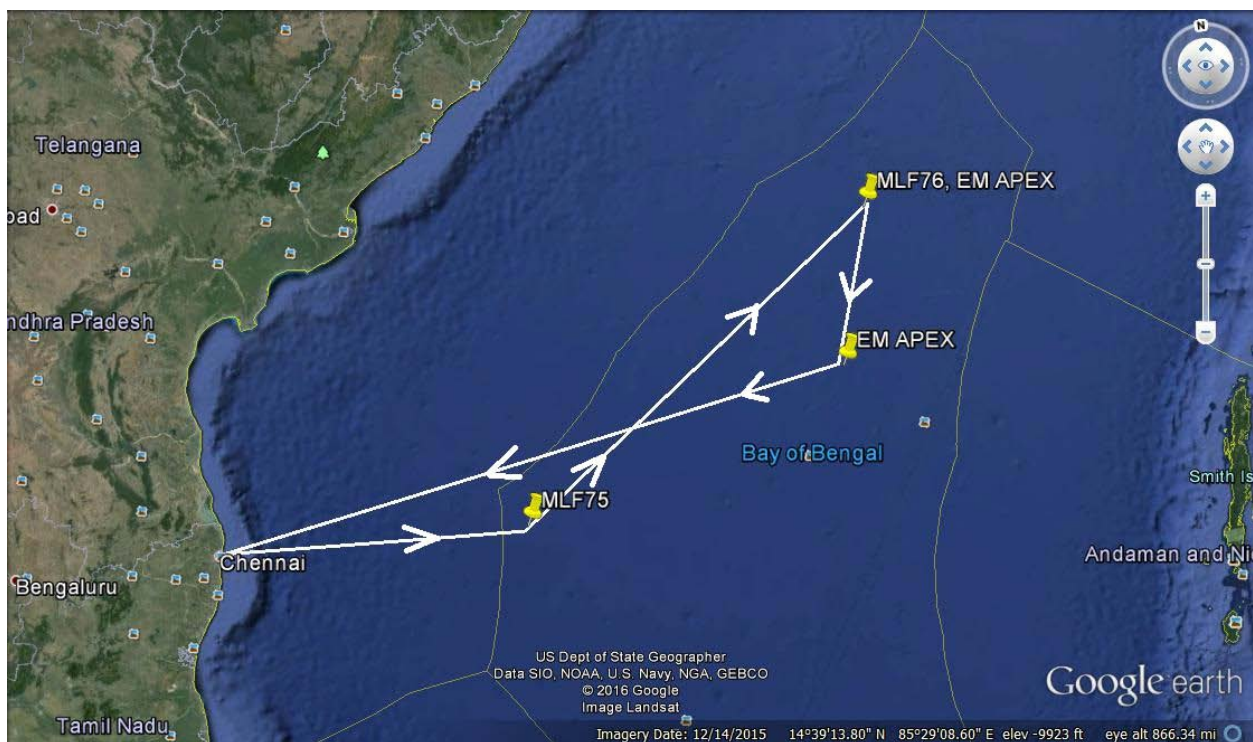 N
Telangana
MLF76, EM APEX
bad
ndhra Pradesh
EM APEX
Bay of Bengal
Smith Is
MLF75
Andaman and Nic
Chennai
Bengaluru
US Dept of State Geographer
Data SIO, NOAA, U.S. Navy, NGA, GEBCO
© 2016 Google
Image Landsat
Google earth
Tamil Nadu
Imagery Date: 12/14/2015 14°39'13.80" N 85°29'08.60" E elev -9923 ft eye alt 866.34 mi